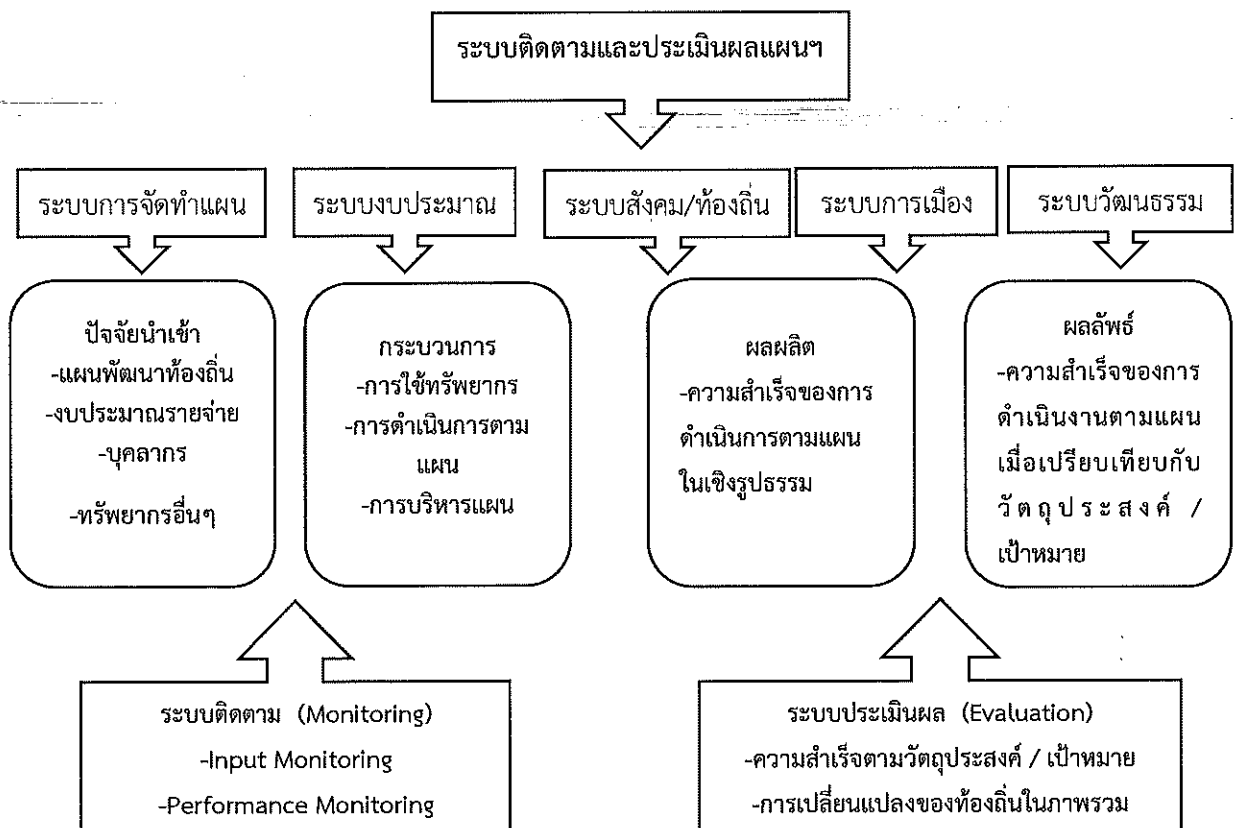 ระบบติดตามและประเมินผลแผนฯ
ระบบการจัดทำแผน
ระบบงบประมาณ
ระบบสังคม/ท้องถิ่น
ระบบการเมือง
ระบบวัฒนธรรม
ปัจจัยนำเข้า
-แผนพัฒนาท้องถิ่น
-งบประมาณรายจ่าย
-บุคลากร
-ทรัพยากรอื่นๆ
กระบวนการ
-การใช้ทรัพยากร
-การดำเนินการตาม
แผน
-การบริหารแผน
ผลผลิต
-ความสำเร็จของการ
ดำเนินการตามแผน
ในเชิงรูปธรรม
ผลลัพธ์
-ความสำเร็จของการ
ดำเนินงานตามแผน
เมื่อเปรียบเทียบกับ
วัตถุประสงค์ /
เป้าหมาย
ระบบติดตาม (Monitoring)
-Input Monitoring
-Performance Monitoring
ระบบประเมินผล (Evaluation)
-ความสำเร็จตามวัตถุประสงค์ / เป้าหมาย
-การเปลี่ยนแปลงของท้องถิ่นในภาพรวม